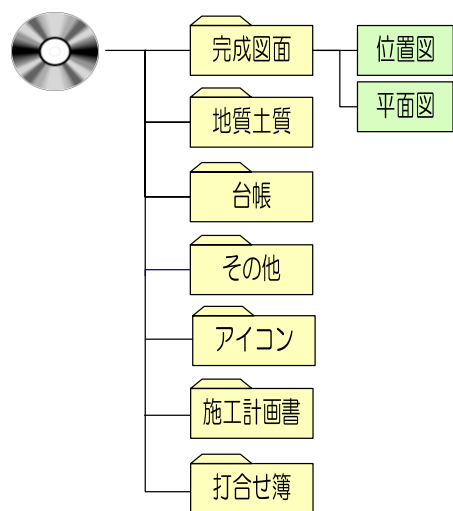 完成図面
位置図
平面図
地質土質
台帳
その他
アイコン
施工計画書
打合せ簿